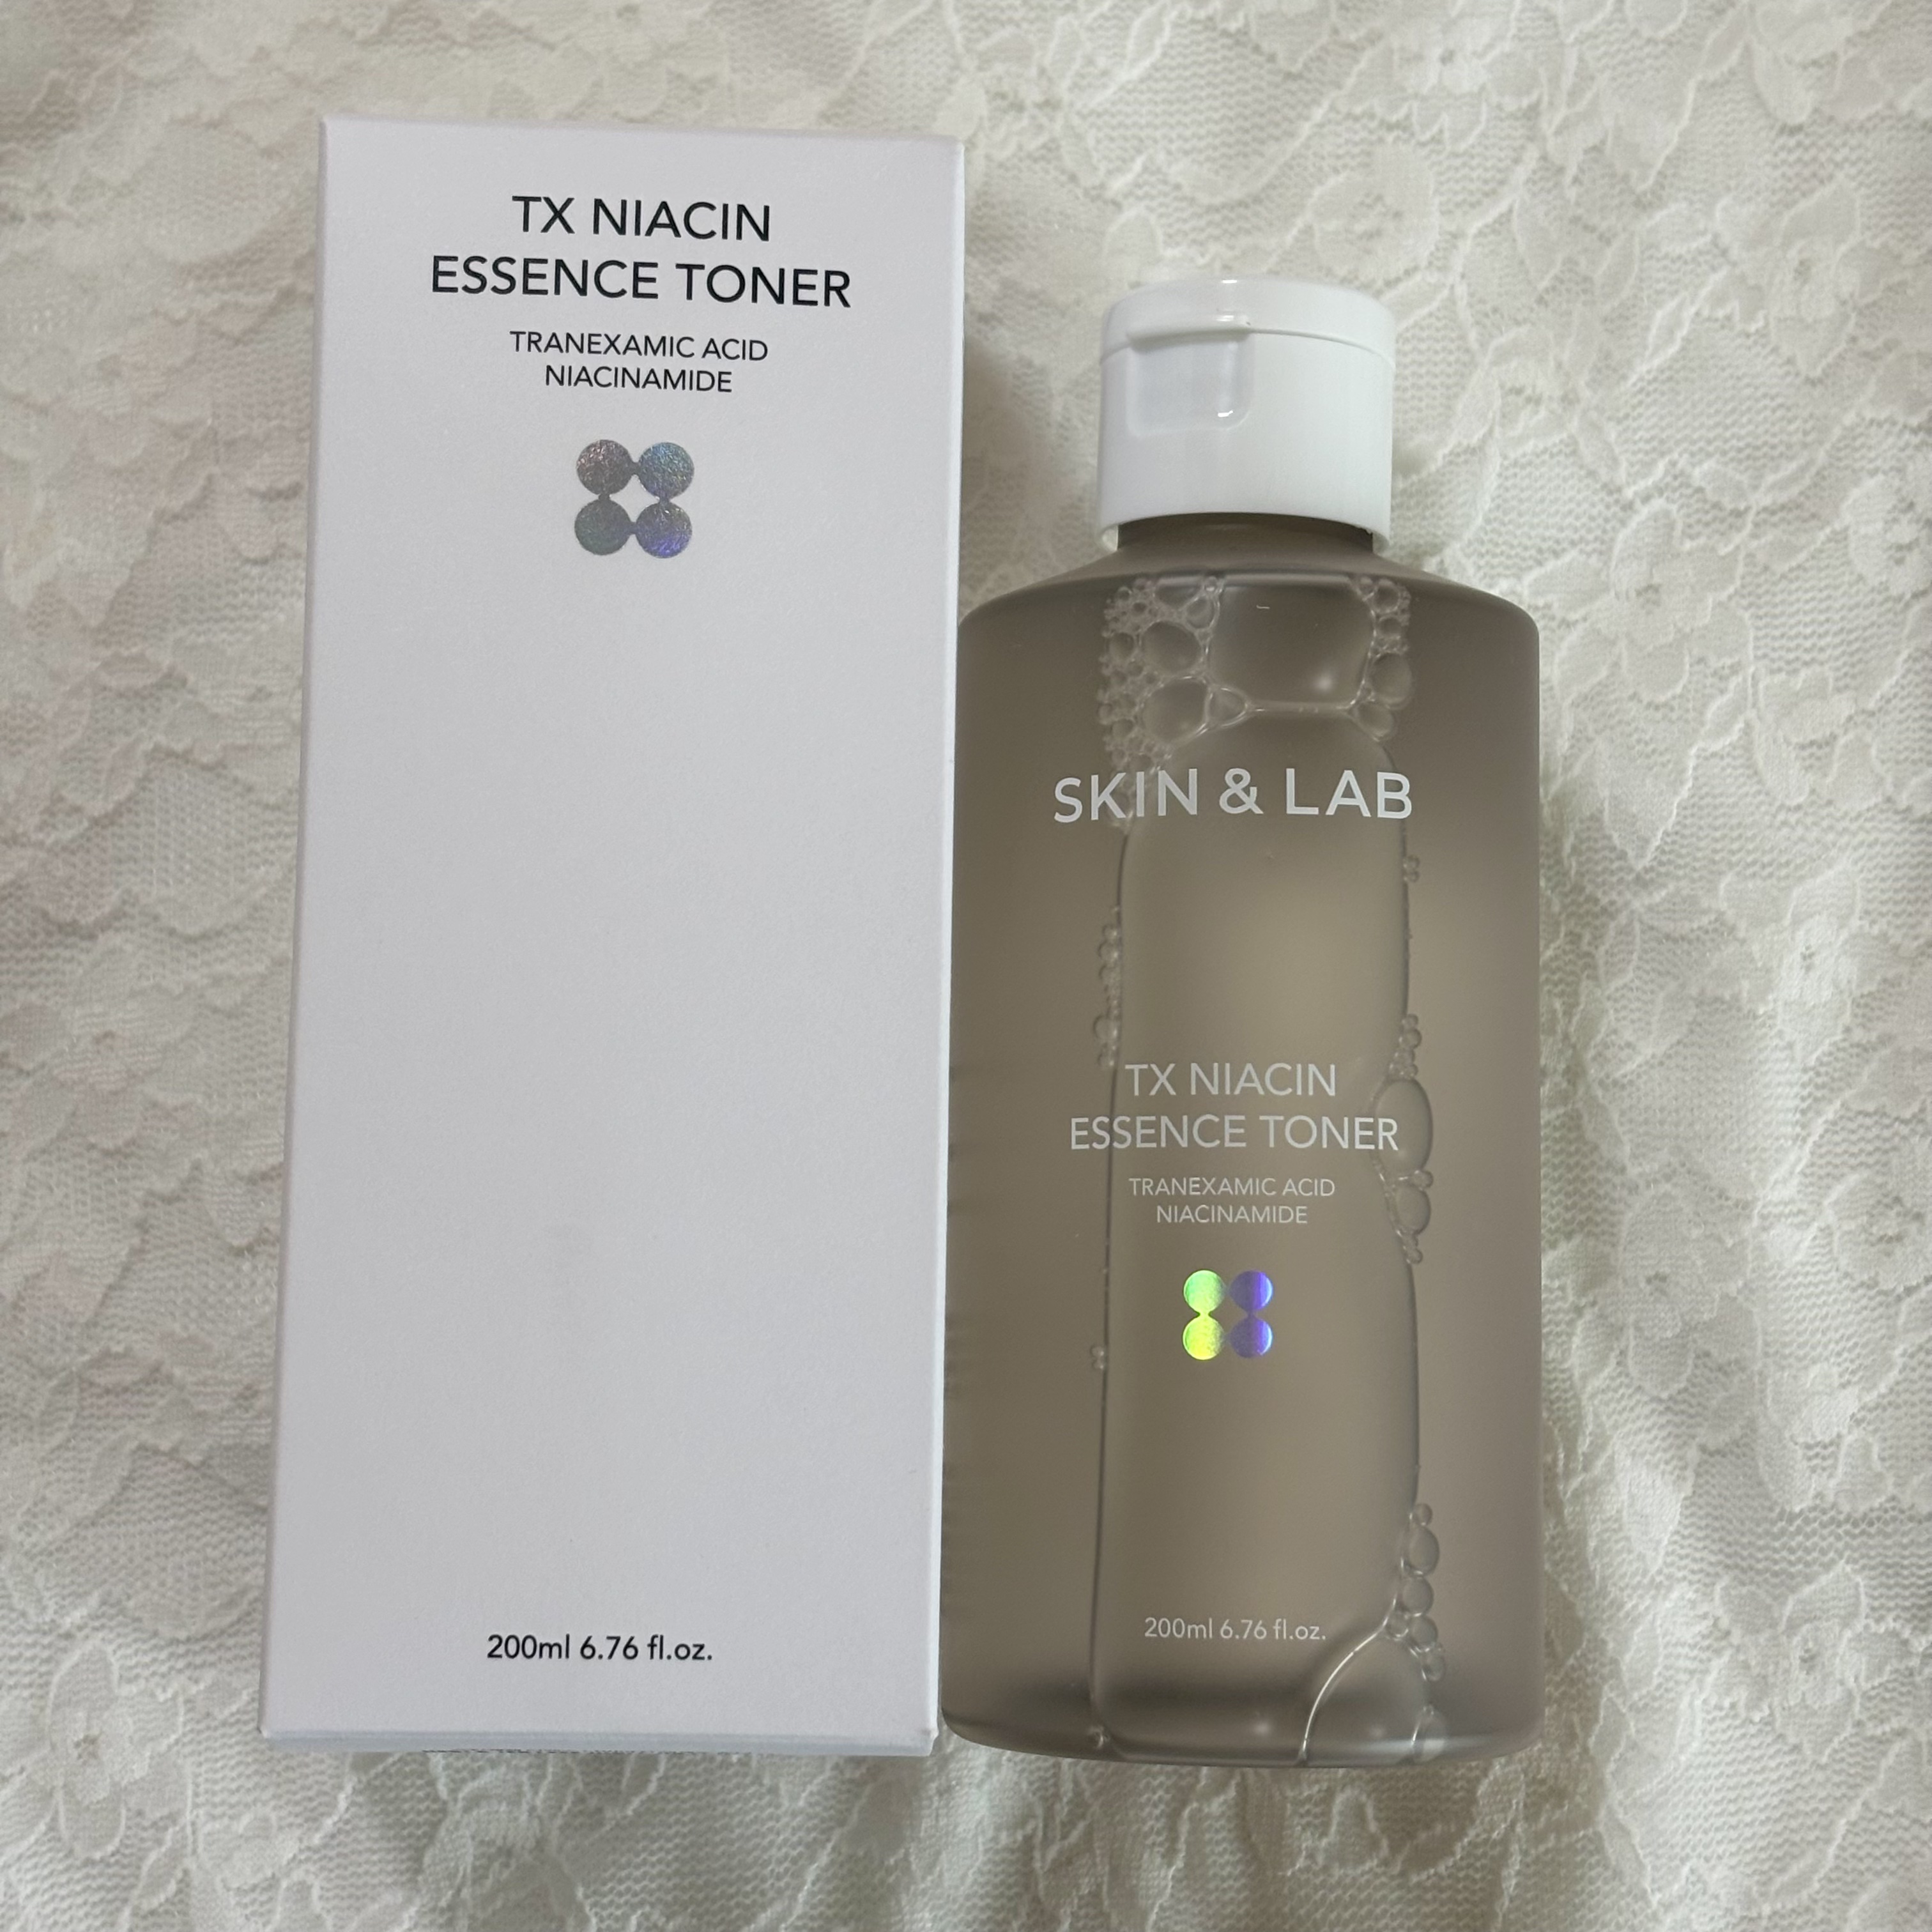 TX NIACIN
ESSENCE TONER
TRANEXAMIC ACID
NIACINAMIDE
200ml 6.76 fl.oz.
SKIN & LAB
TX NIACIN
ESSENCE TONER
TRANEXAMIC ACID
NIACINAMIDE
200ml 6.76 fl.oz.